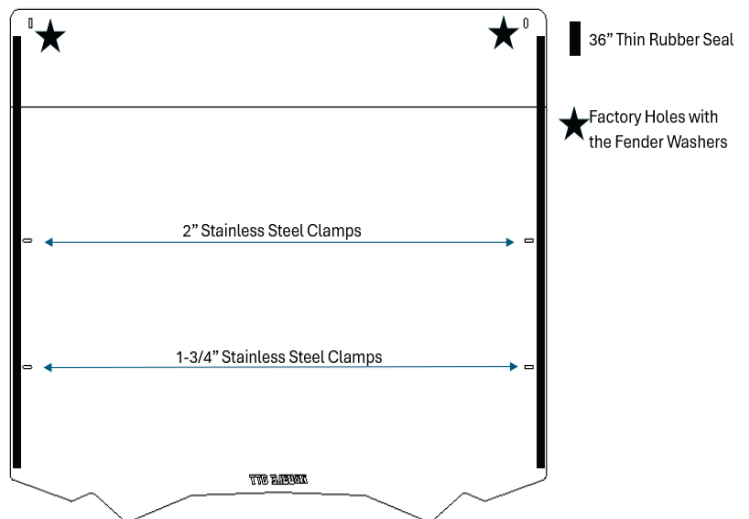 36” Thin Rubber Seal
Factory Holes with
the Fender Washers
2” Stainless Steel Clamps
1-3/4” Stainless Steel Clamps